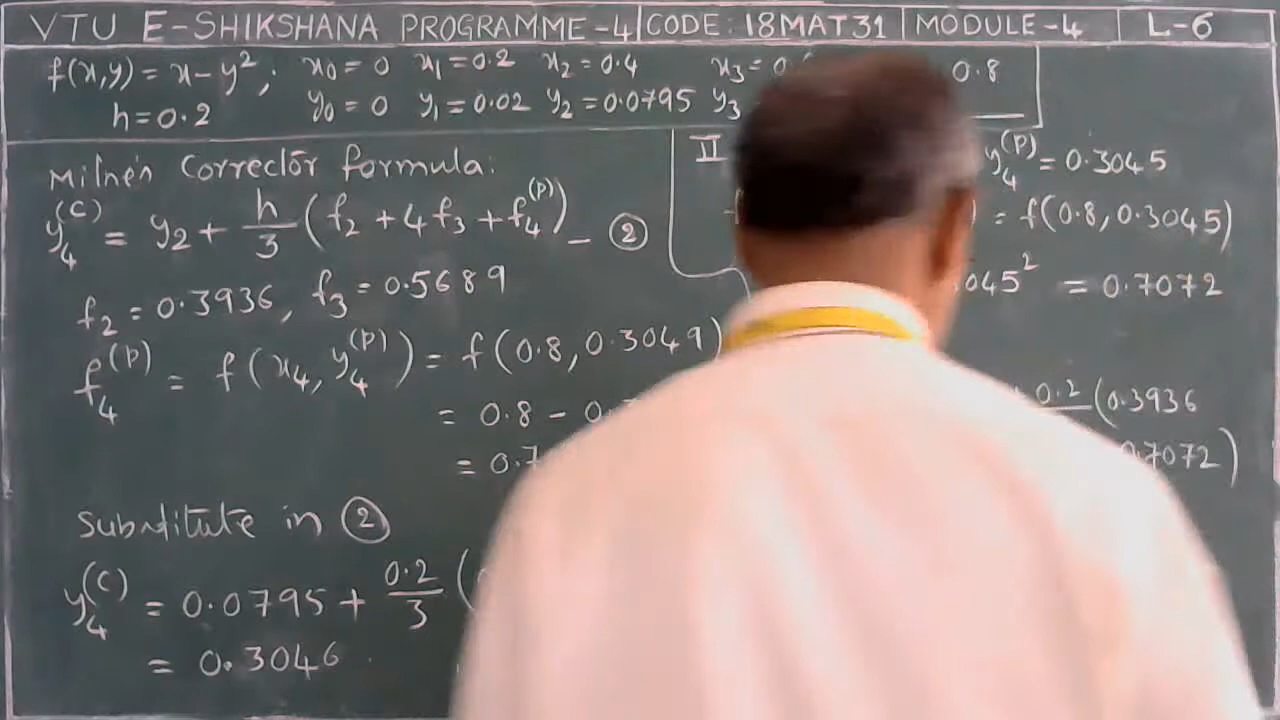 VTU E-SHIKSHANA PROGRAMME-4 CODE: 18MAT31 MODULE-4 L-6
f(x,y) = x - y²; x₀ = 0 x₁ = 0.2 x₂ = 0.4 x₃ = 0. 0.8
h = 0.2 y₀ = 0 y₁ = 0.02 y₂ = 0.0795 y₃
Milne's Corrector formula:
y₄^(C) = y₂ + h/3 (f₂ + 4f₃ + f₄^(P)) - ②
f₂ = 0.3936, f₃ = 0.5689
f₄^(P) = f(x₄, y₄^(P)) = f(0.8, 0.3049)
= 0.8 - 0.
= 0.7
Substitute in ②
y₄^(C) = 0.0795 + 0.2/3 (
= 0.3046
II y₄^(P) = 0.3045
) = f(0.8, 0.3045)
.045² = 0.7072
0.2 (0.3936
0.7072)